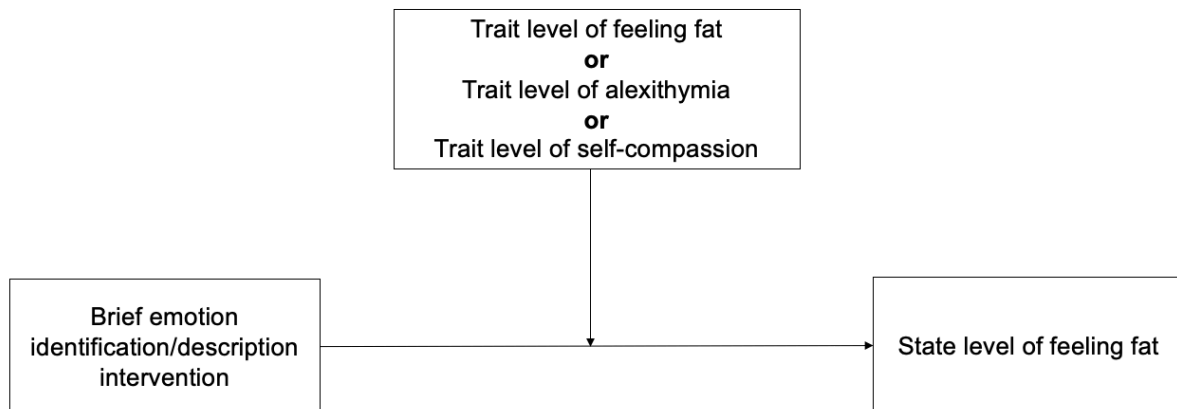 Trait level of feeling fat
or
Trait level of alexithymia
or
Trait level of self-compassion
Brief emotion
identification/description
intervention
State level of feeling fat